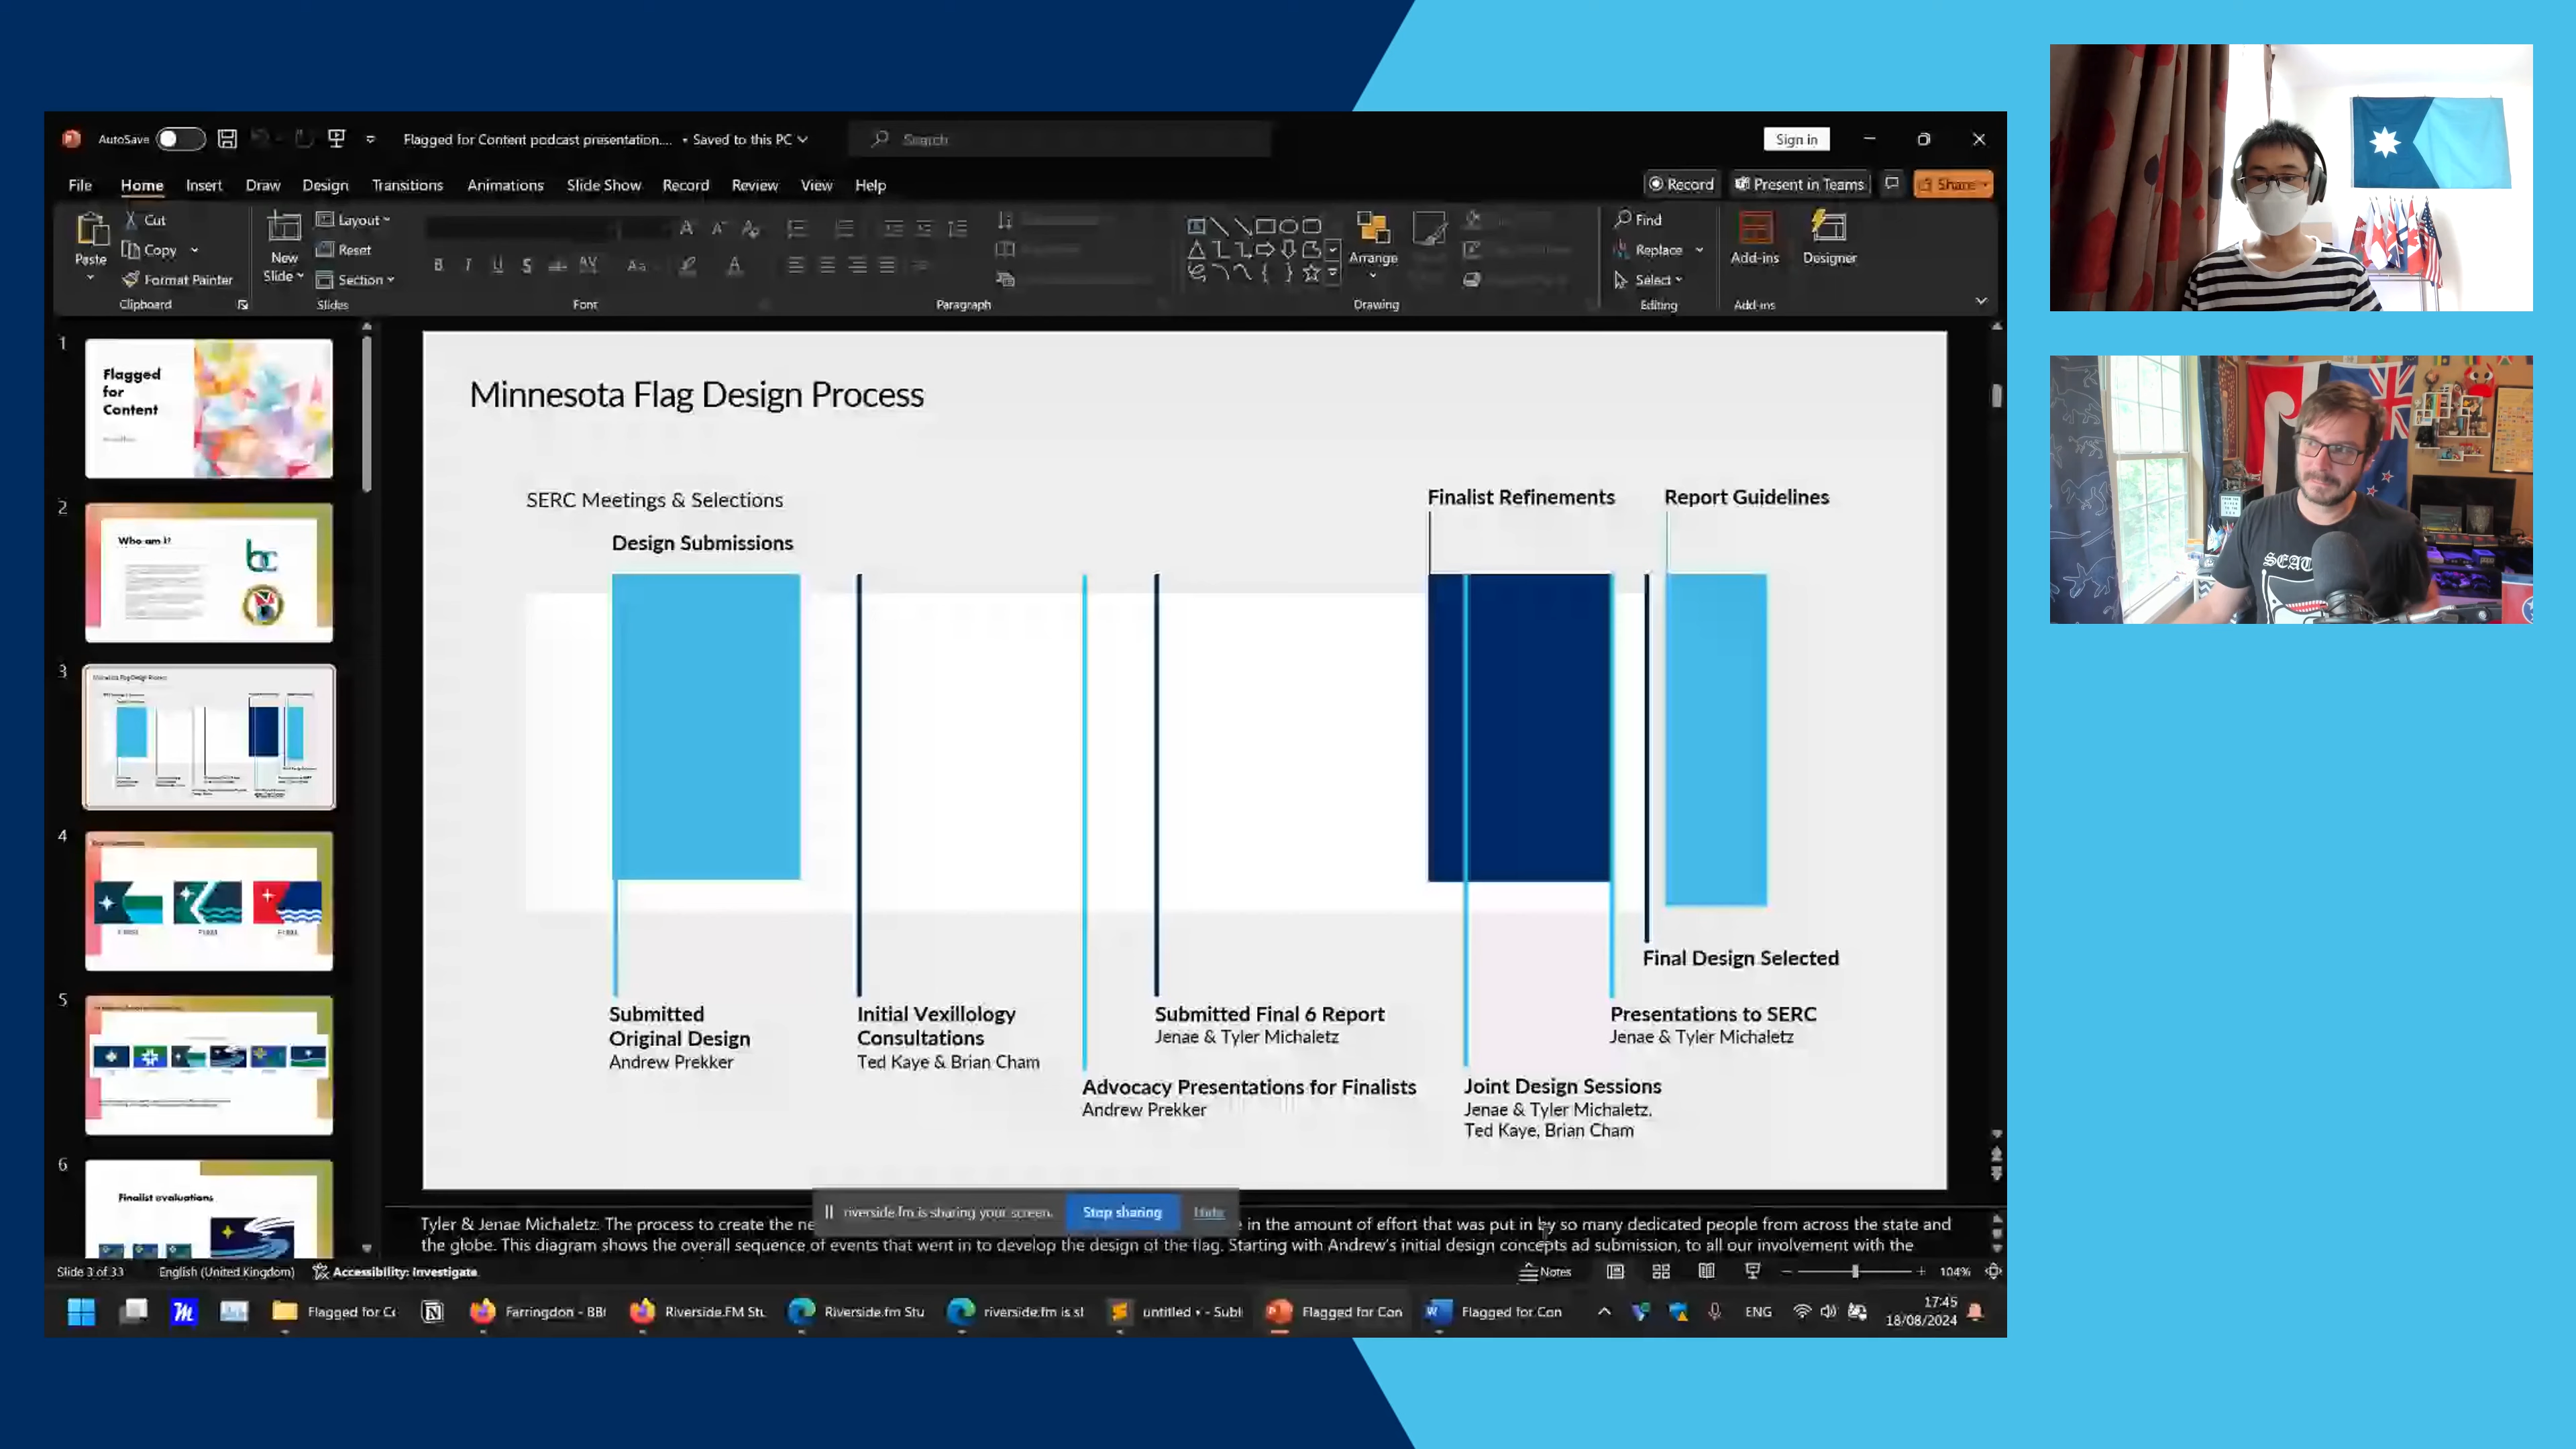 AutoSave
Flagged for Content podcast presentation.... • Saved to this PC
Search
Sign in
File Home Insert Draw Design Transitions Animations Slide Show Record Review View Help
Record Present in Teams Share
Paste
Cut
Copy
Format Painter
Clipboard
New
Slide
Layout
Reset
Section
Slides
Font
Paragraph
Arrange
Drawing
Find
Replace
Select
Editing
Add-ins
Add-ins
Designer
1
Flagged
for
Content
2
Who am I?
bc
3
4
5
6
Finalist evaluations
Minnesota Flag Design Process
SERC Meetings & Selections
Design Submissions
Finalist Refinements
Report Guidelines
Final Design Selected
Submitted
Original Design
Andrew Prekker
Initial Vexillology
Consultations
Ted Kaye & Brian Cham
Advocacy Presentations for Finalists
Andrew Prekker
Submitted Final 6 Report
Jenae & Tyler Michaletz
Joint Design Sessions
Jenae & Tyler Michaletz,
Ted Kaye, Brian Cham
Presentations to SERC
Jenae & Tyler Michaletz
riverside.fm is sharing your screen. Stop sharing Hide
Tyler & Jenae Michaletz: The process to create the in the amount of effort that was put in by so many dedicated people from across the state and
the globe. This diagram shows the overall sequence of events that went in to develop the design of the flag. Starting with Andrew's initial design concepts ad submission, to all our involvement with the
Slide 3 of 33 English (United Kingdom) Accessibility: Investigate
Notes 104%
Flagged for Farringdon - Riverside.FM Riverside.fm Stu riverside.fm is untitled • - Flagged for Con Flagged for Con
ENG
17:45
18/08/2024
SEA